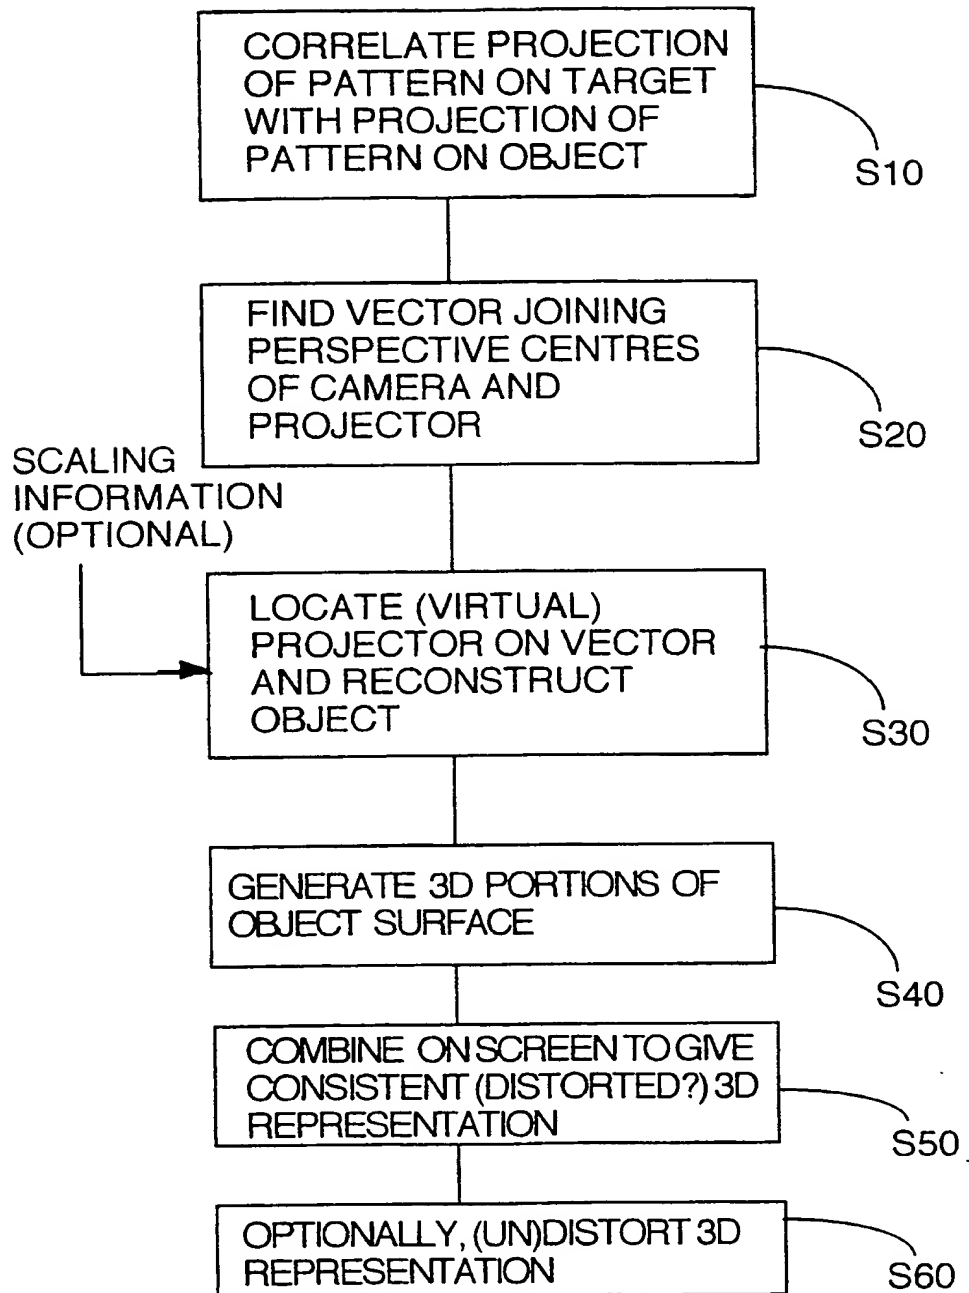 CORRELATE PROJECTION
OF PATTERN ON TARGET
WITH PROJECTION OF
PATTERN ON OBJECT
S10
FIND VECTOR JOINING
PERSPECTIVE CENTRES
OF CAMERA AND
PROJECTOR
S20
SCALING
INFORMATION
(OPTIONAL)
LOCATE (VIRTUAL)
PROJECTOR ON VECTOR
AND RECONSTRUCT
OBJECT
S30
GENERATE 3D PORTIONS OF
OBJECT SURFACE
S40
COMBINE ON SCREEN TO GIVE
CONSISTENT (DISTORTED?) 3D
REPRESENTATION
S50
OPTIONALLY, (UN)DISTORT 3D
REPRESENTATION
S60